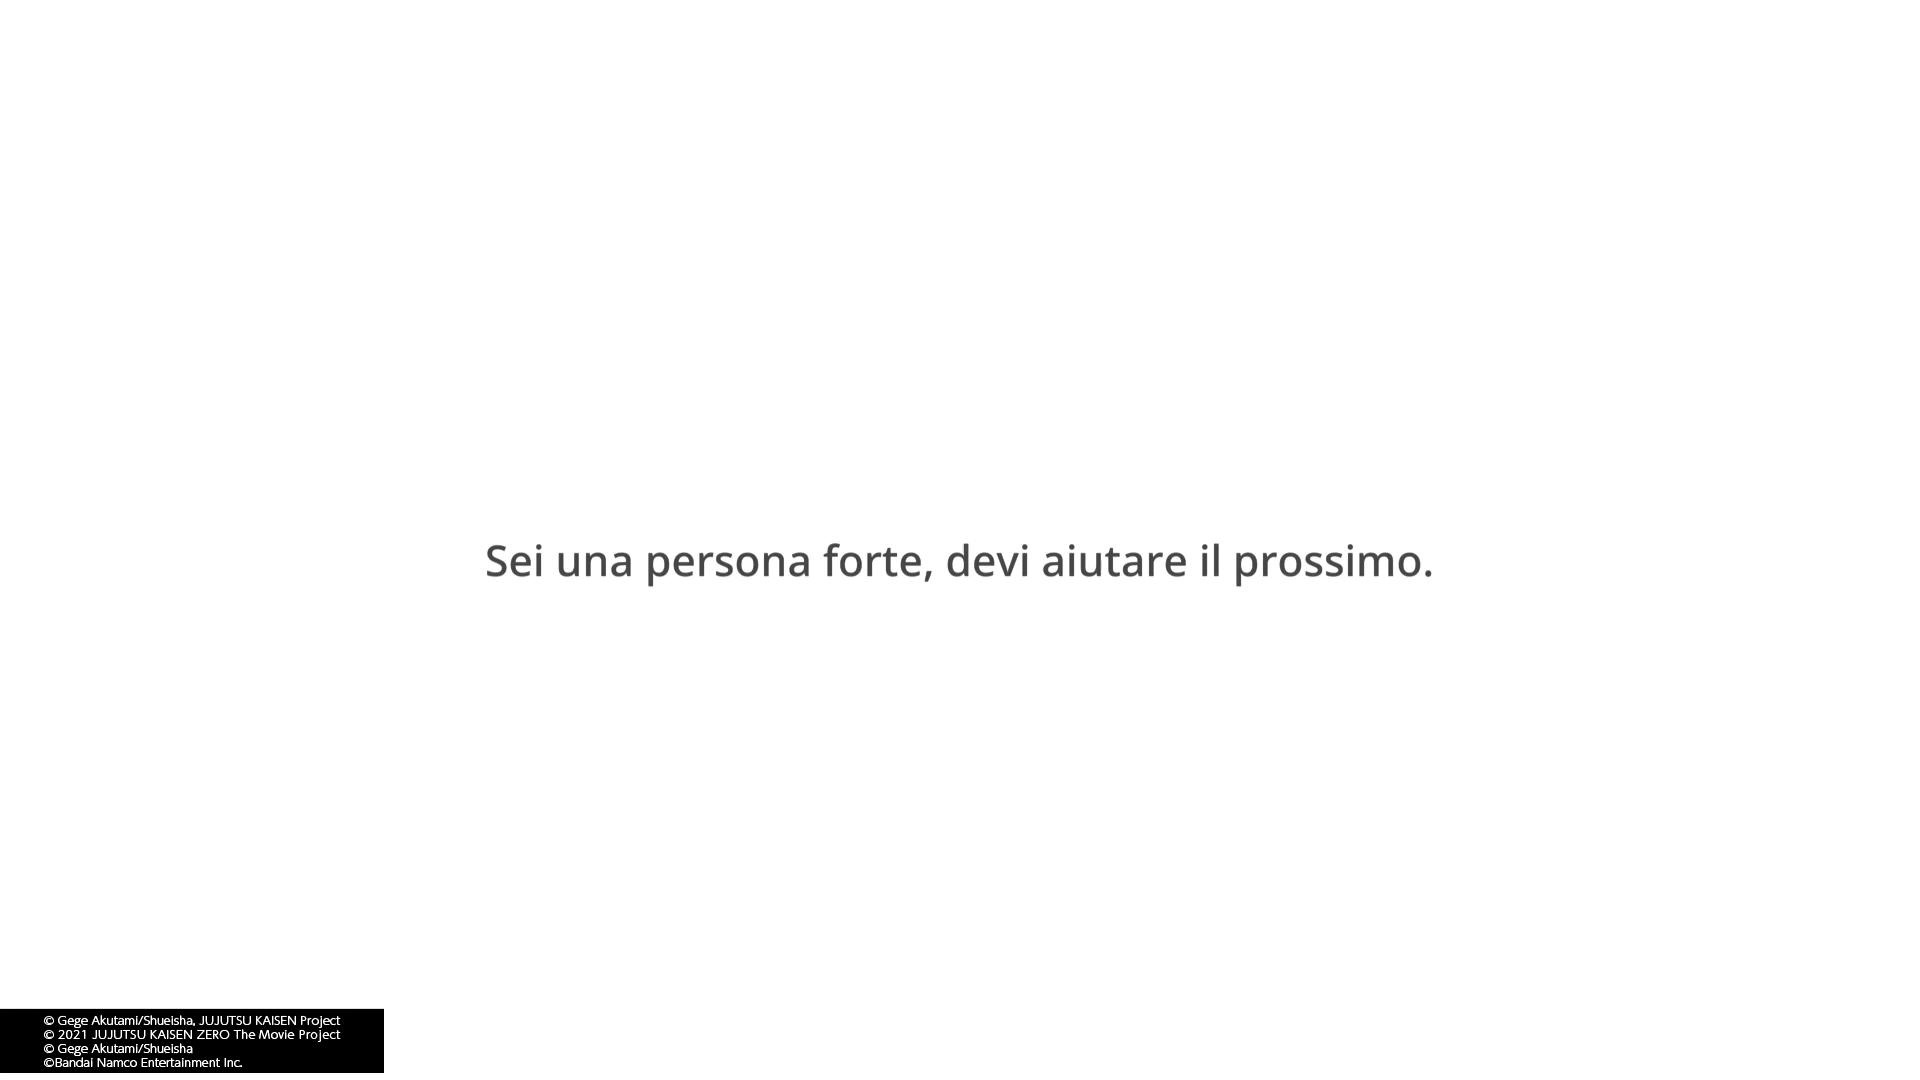 Sei una persona forte, devi aiutare il prossimo.
© Gege Akutami/Shueisha, JUJUTSU KAISEN Project
© 2021 JUJUTSU KAISEN ZERO The Movie Project
© Gege Akutami/Shueisha
©Bandai Namco Entertainment Inc.